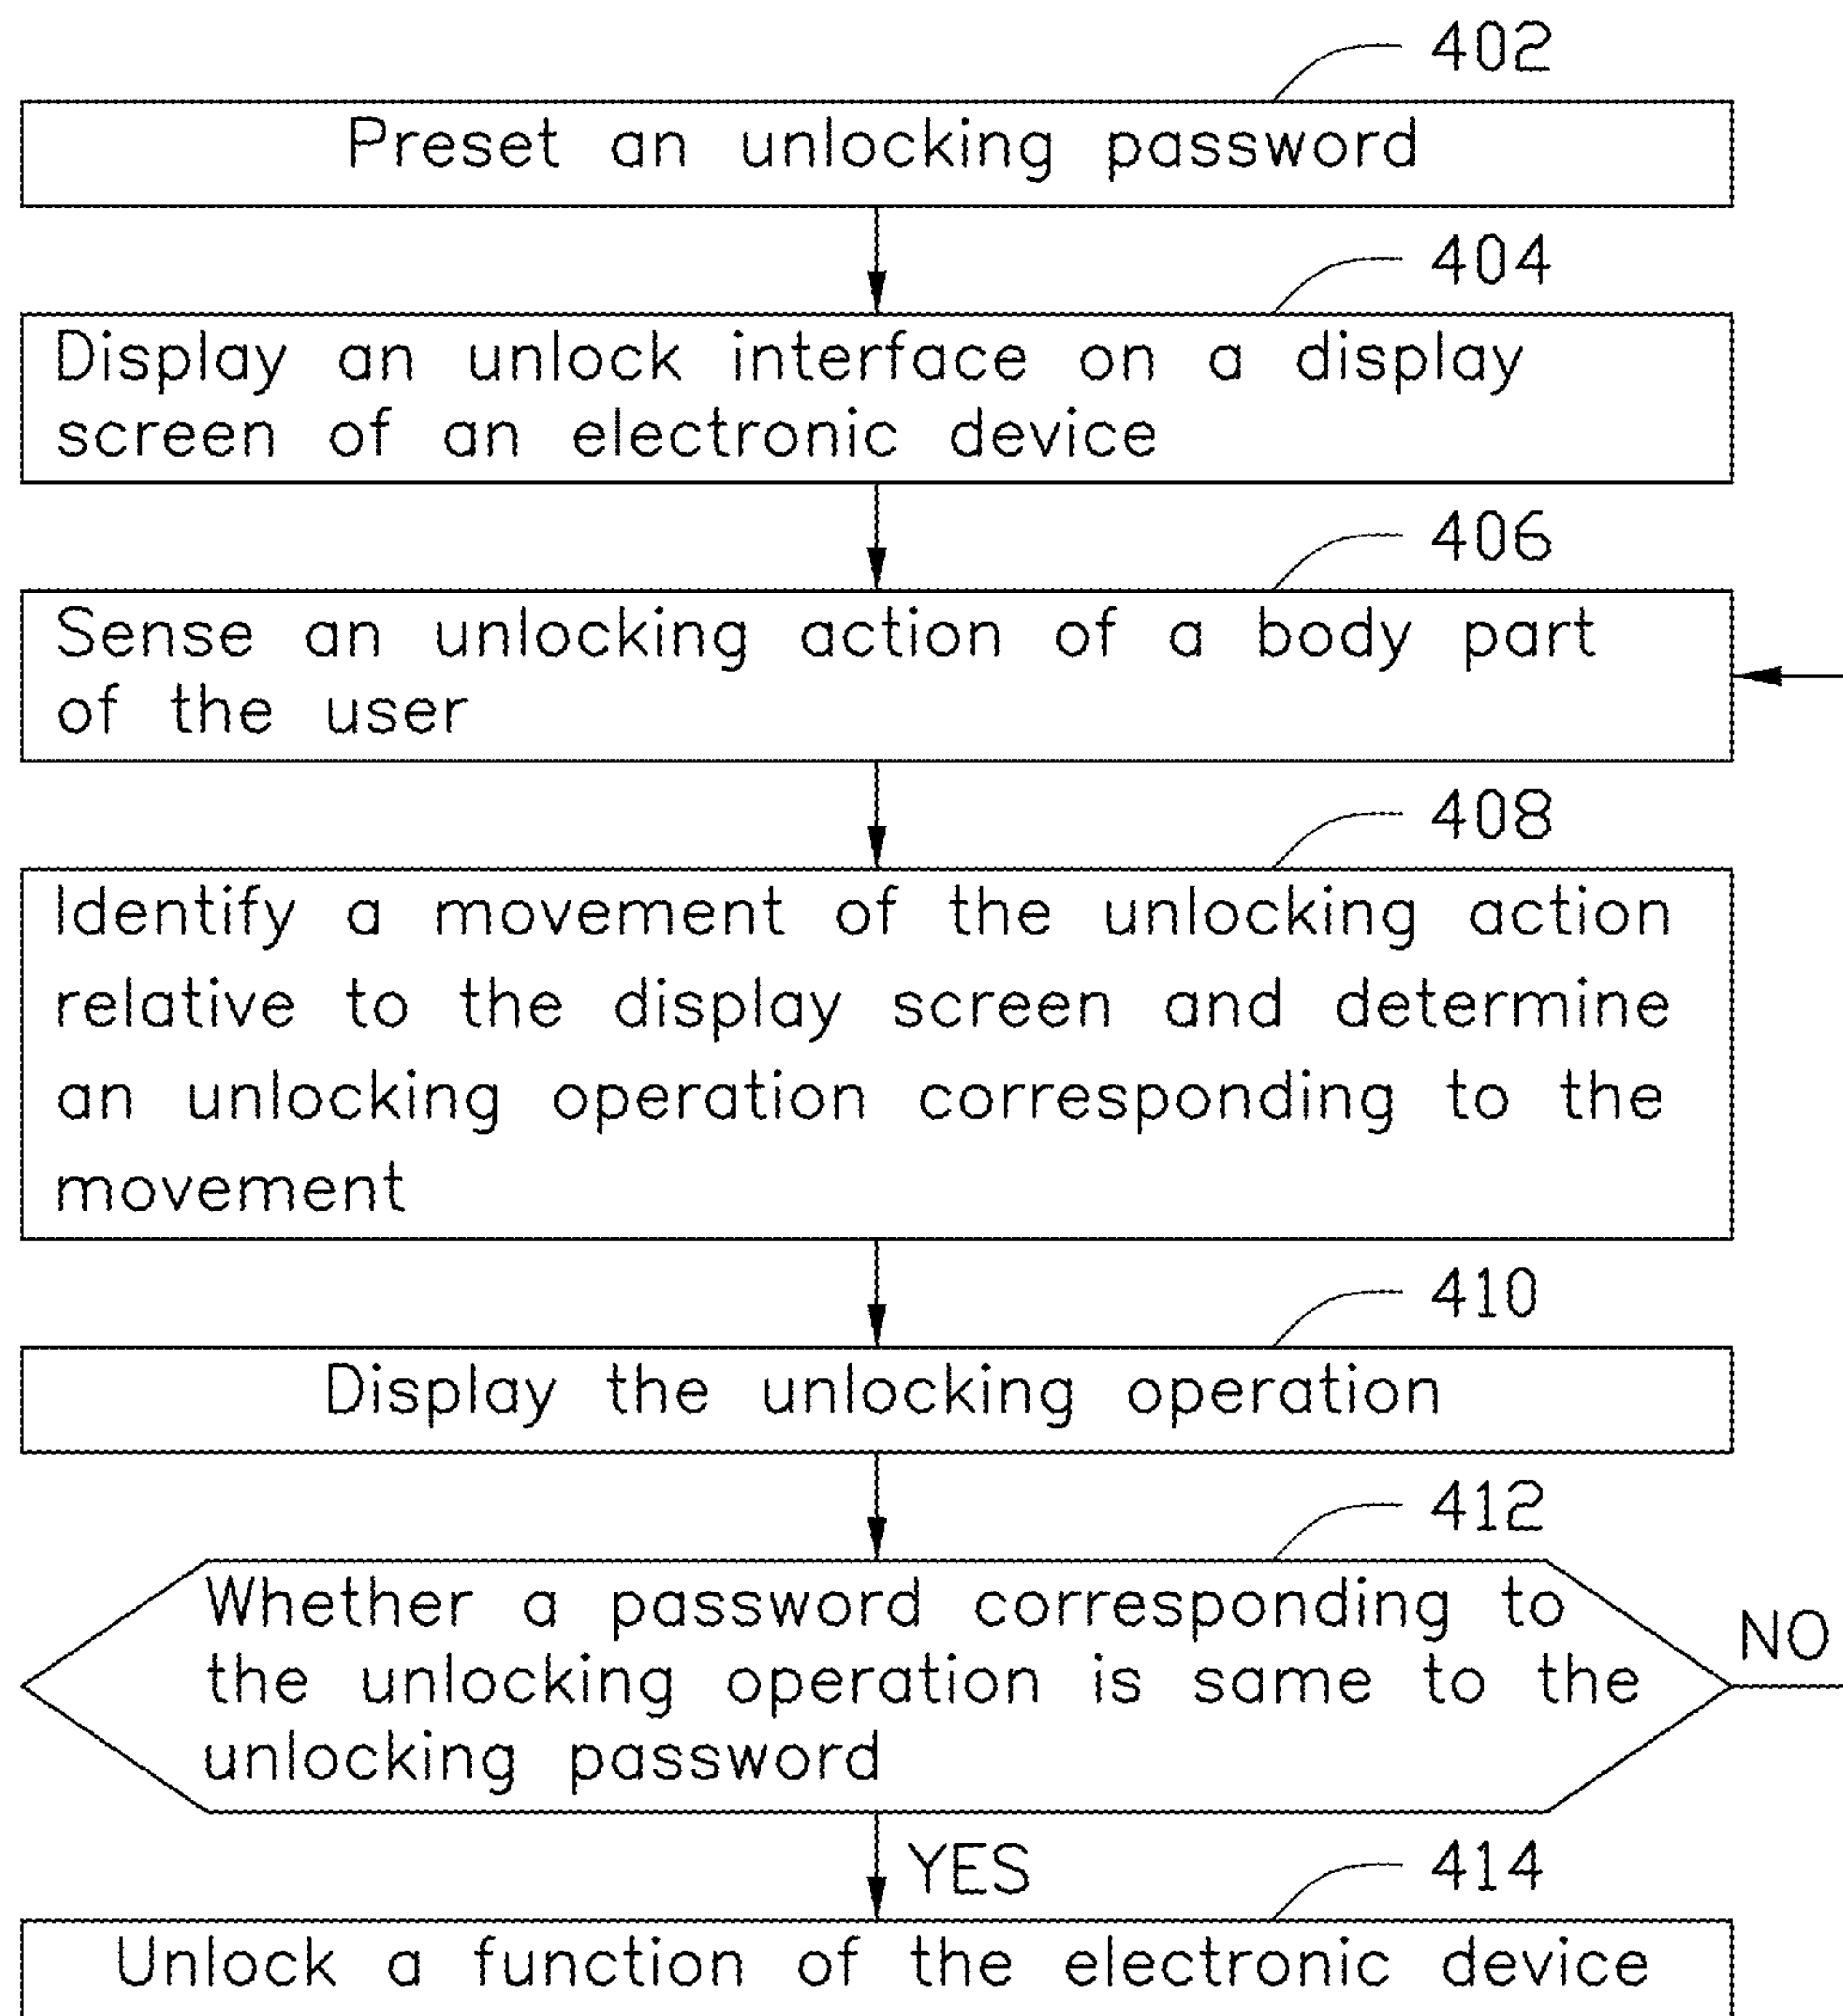 402
Preset an unlocking password
404
Display an unlock interface on a display
screen of an electronic device
406
Sense an unlocking action of a body part
of the user
408
Identify a movement of the unlocking action
relative to the display screen and determine
an unlocking operation corresponding to the
movement
410
Display the unlocking operation
412
Whether a password corresponding to
the unlocking operation is same to the
unlocking password
NO
YES
414
Unlock a function of the electronic device